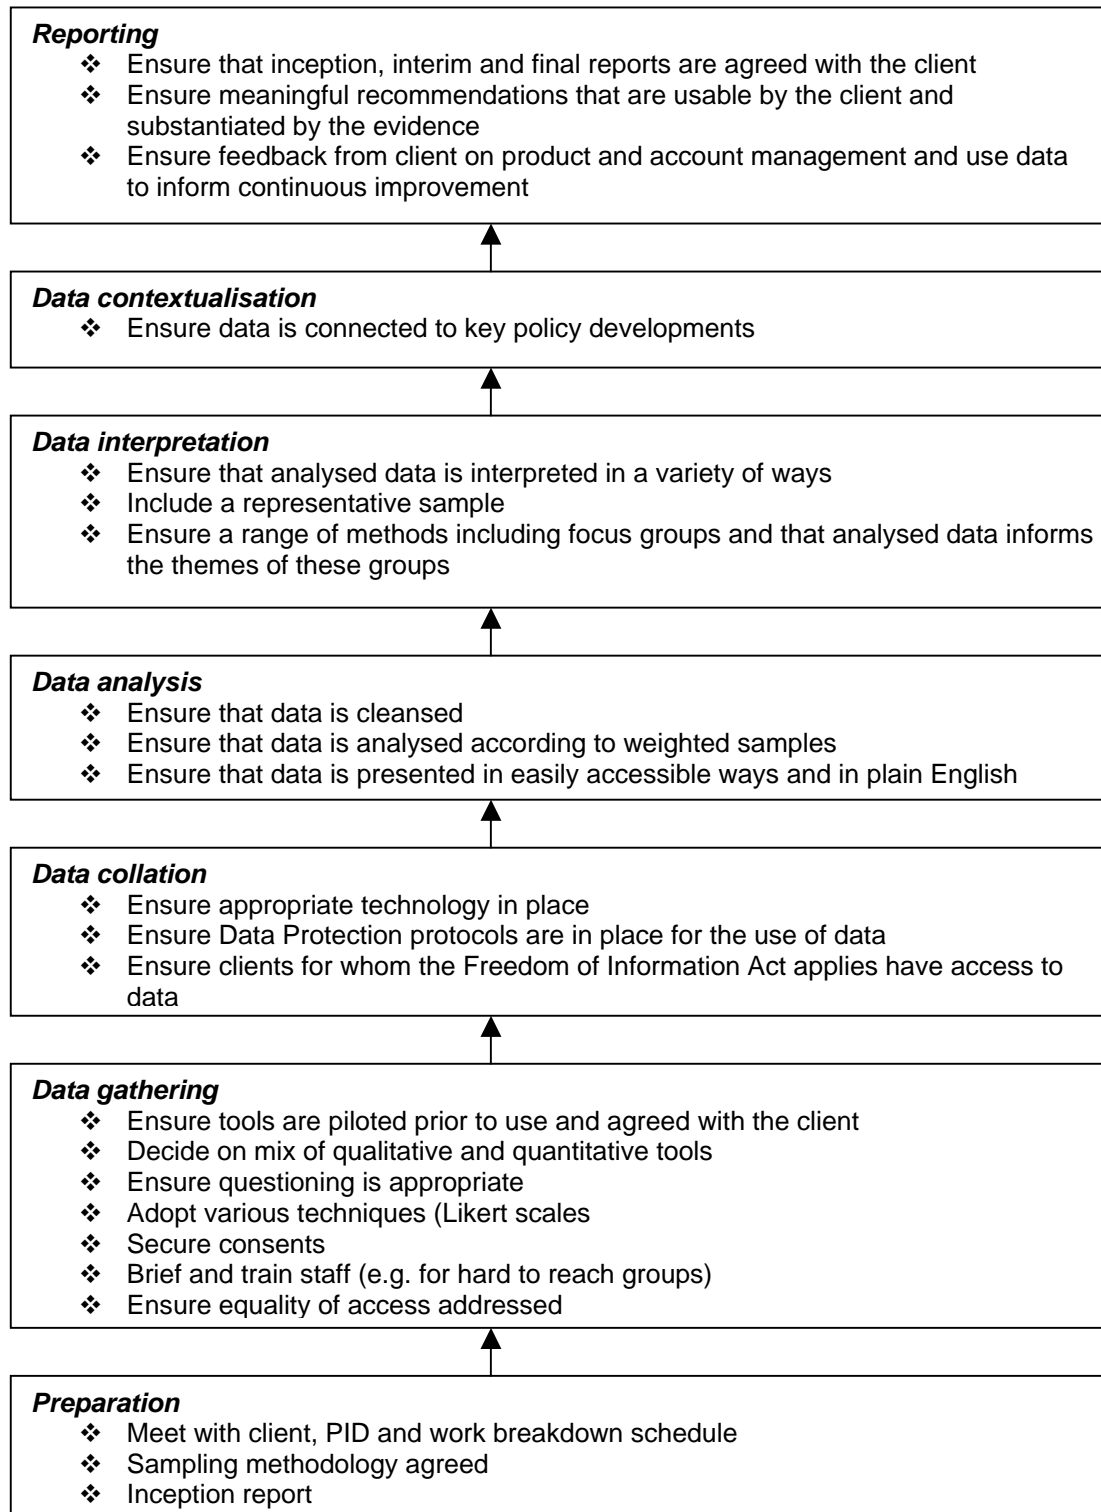 Reporting
❖ Ensure that inception, interim and final reports are agreed with the client
❖ Ensure meaningful recommendations that are usable by the client and
substantiated by the evidence
❖ Ensure feedback from client on product and account management and use data
to inform continuous improvement
Data contextualisation
❖ Ensure data is connected to key policy developments
Data interpretation
❖ Ensure that analysed data is interpreted in a variety of ways
❖ Include a representative sample
❖ Ensure a range of methods including focus groups and that analysed data informs
the themes of these groups
Data analysis
❖ Ensure that data is cleansed
❖ Ensure that data is analysed according to weighted samples
❖ Ensure that data is presented in easily accessible ways and in plain English
Data collation
❖ Ensure appropriate technology in place
❖ Ensure Data Protection protocols are in place for the use of data
❖ Ensure clients for whom the Freedom of Information Act applies have access to
data
Data gathering
❖ Ensure tools are piloted prior to use and agreed with the client
❖ Decide on mix of qualitative and quantitative tools
❖ Ensure questioning is appropriate
❖ Adopt various techniques (Likert scales
❖ Secure consents
❖ Brief and train staff (e.g. for hard to reach groups)
❖ Ensure equality of access addressed
Preparation
❖ Meet with client, PID and work breakdown schedule
❖ Sampling methodology agreed
❖ Inception report